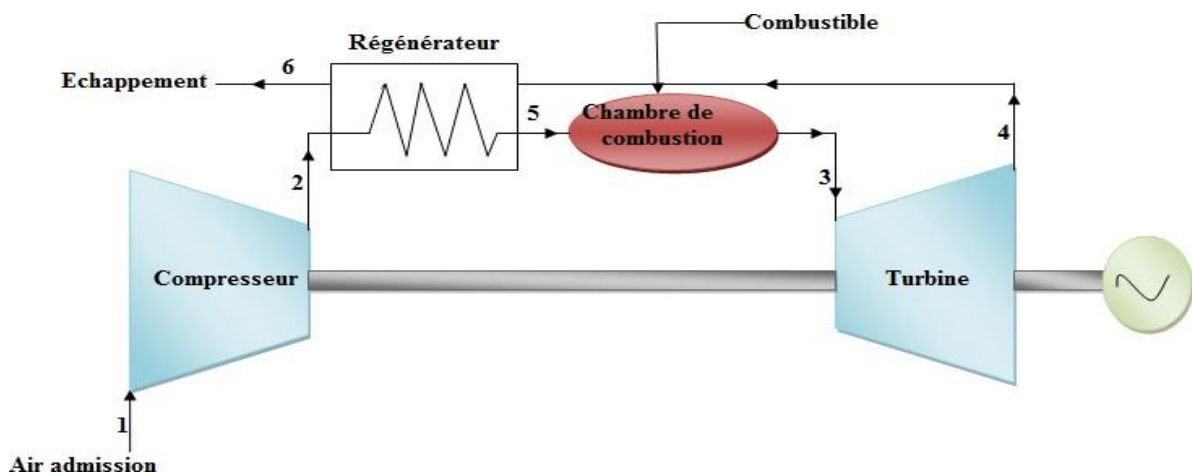 Combustible
Régénérateur
Echappement
6
5
Chambre de
combustion
4
2
3
Compresseur
Turbine
1
Air admission